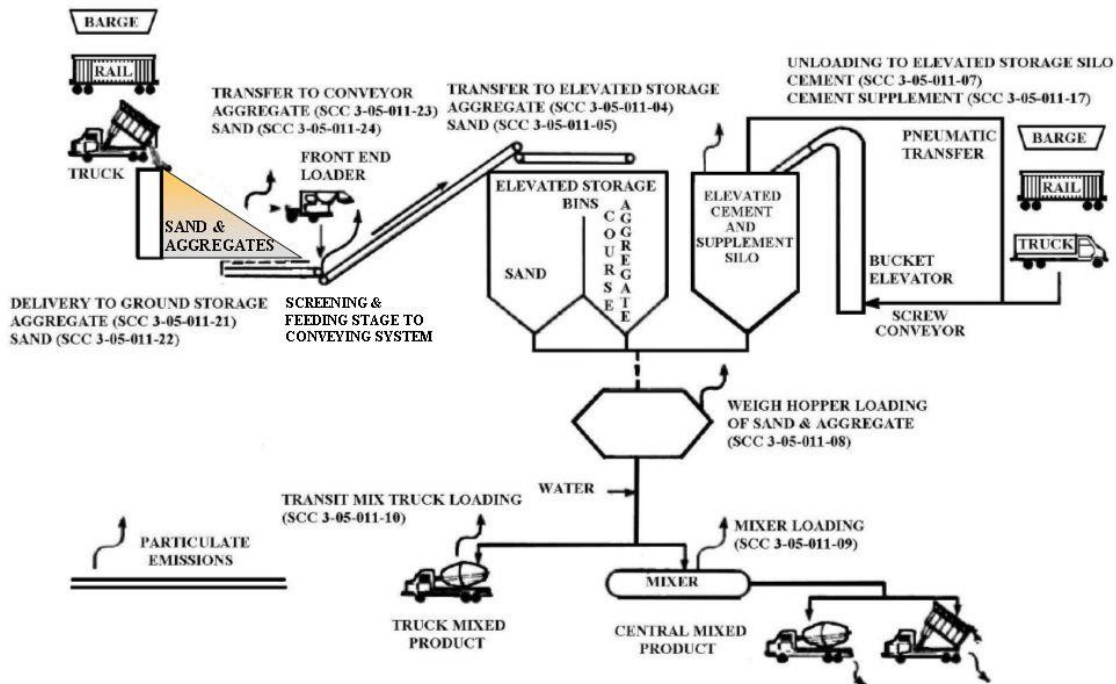 BARGE
RAIL
TRUCK
TRANSFER TO CONVEYOR
AGGREGATE (SCC 3-05-011-23)
SAND (SCC 3-05-011-24)
FRONT END
LOADER
TRANSFER TO ELEVATED STORAGE
AGGREGATE (SCC 3-05-011-04)
SAND (SCC 3-05-011-05)
UNLOADING TO ELEVATED STORAGE SILO
CEMENT (SCC 3-05-011-07)
CEMENT SUPPLEMENT (SCC 3-05-011-17)
PNEUMATIC
TRANSFER
BARGE
RAIL
TRUCK
SAND &
AGGREGATES
ELEVATED STORAGE
BINS
SAND
COURSE
AGGREGATE
ELEVATED
CEMENT
AND
SUPPLEMENT
SILO
BUCKET
ELEVATOR
SCREW
CONVEYOR
DELIVERY TO GROUND STORAGE
AGGREGATE (SCC 3-05-011-21)
SAND (SCC 3-05-011-22)
SCREENING &
FEEDING STAGE TO
CONVEYING SYSTEM
WEIGH HOPPER LOADING
OF SAND & AGGREGATE
(SCC 3-05-011-08)
WATER
TRANSIT MIX TRUCK LOADING
(SCC 3-05-011-10)
MIXER LOADING
(SCC 3-05-011-09)
PARTICULATE
EMISSIONS
MIXER
TRUCK MIXED
PRODUCT
CENTRAL MIXED
PRODUCT